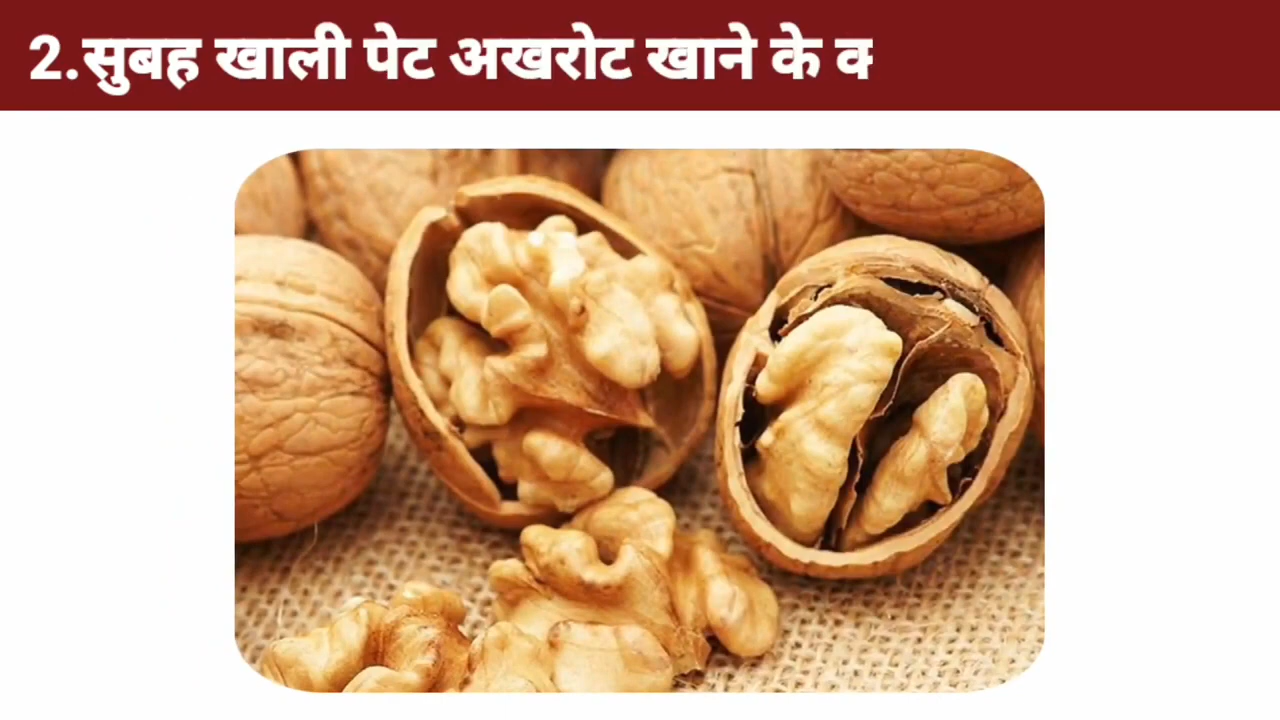 2.सुबह खाली पेट अखरोट खाने के